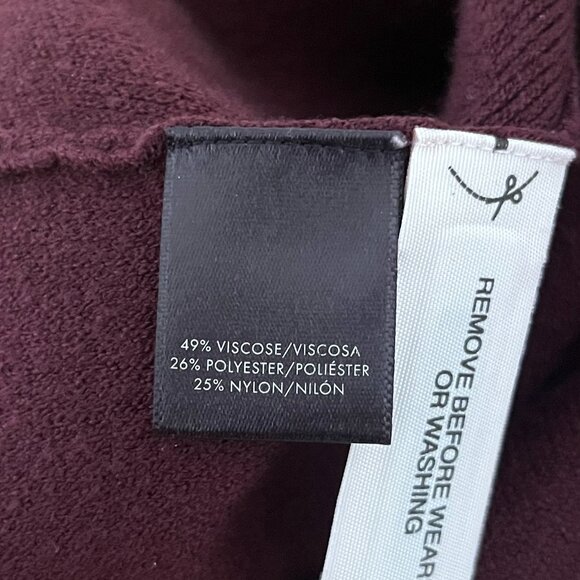 49% VISCOSE/VISCOSA
26% POLYESTER/POLIÉSTER
25% NYLON/NILÓN
REMOVE BEFORE WEAR
OR WASHING